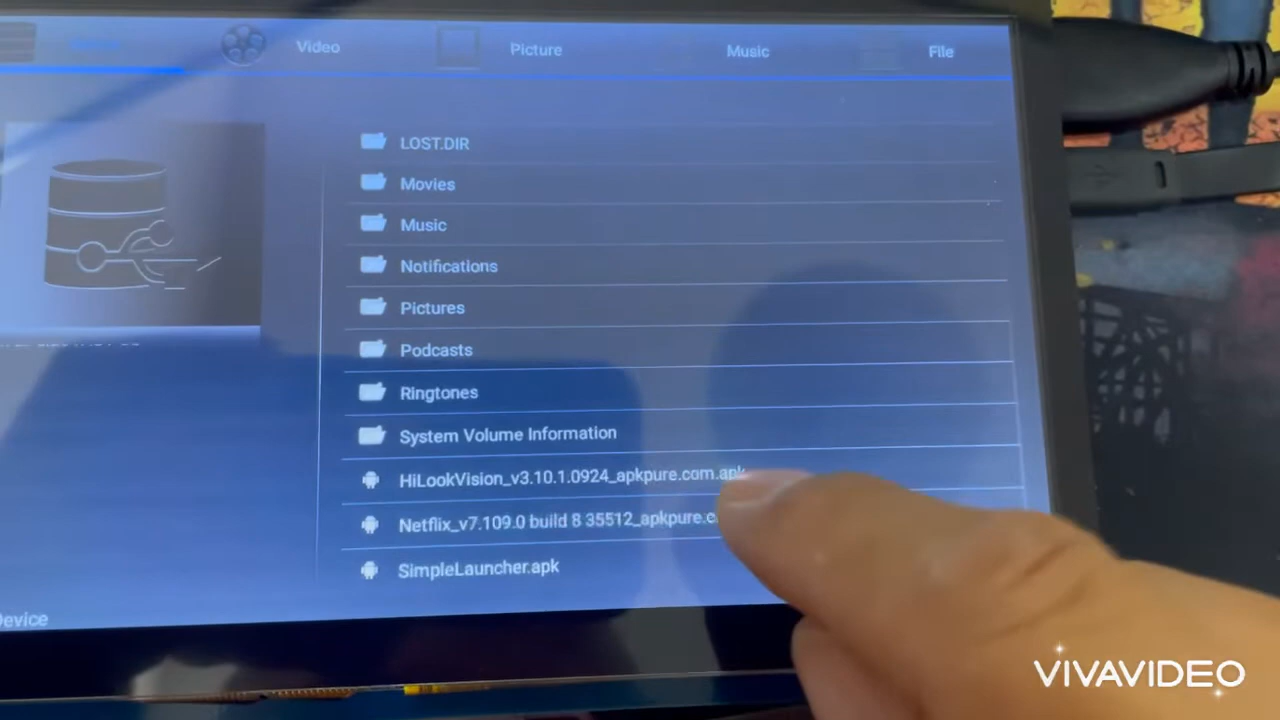 Video
Picture
Music
File
LOST.DIR
Movies
Music
Notifications
Pictures
Podcasts
Ringtones
System Volume Information
HiLookVision_v3.10.1.0924_apkpure.com.apk
Netflix_v7.109.0 build 8 35512_apkpure.c
SimpleLauncher.apk
Device
VIVAVIDEO